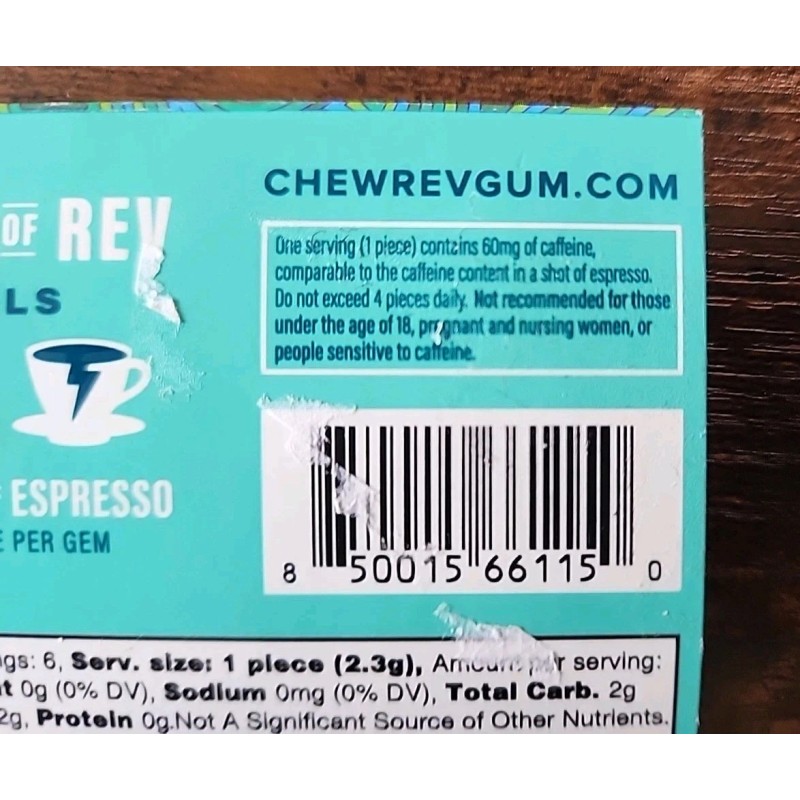 CHEWREVGUM.COM
OF REV
LS
One serving (1 piece) contains 60mg of caffeine,
comparable to the caffeine content in a shot of espresso.
Do not exceed 4 pieces daily. Not recommended for those
under the age of 18, pregnant and nursing women, or
people sensitive to caffeine.
ESPRESSO
E PER GEM
8 50015 66115 0
gs: 6, Serv. size: 1 piece (2.3g), Amount per serving:
t 0g (0% DV), Sodium 0mg (0% DV), Total Carb. 2g
2g, Protein 0g.Not A Significant Source of Other Nutrients.